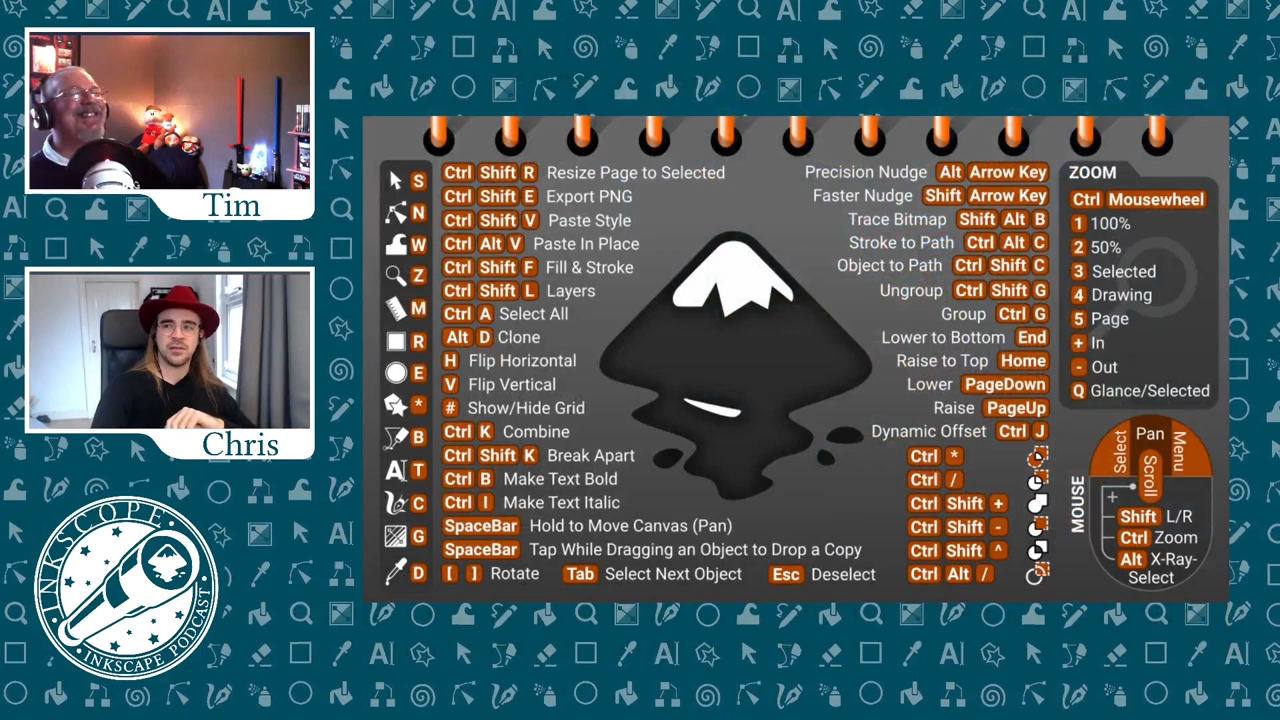 Tim
Chris
INKSCOPE
INKSCAPE PODCAST
S
N
W
Z
M
R
E
*
B
T
C
G
D
Ctrl Shift R Resize Page to Selected
Ctrl Shift E Export PNG
Ctrl Shift V Paste Style
Ctrl Alt V Paste In Place
Ctrl Shift F Fill & Stroke
Ctrl Shift L Layers
Ctrl A Select All
Alt D Clone
H Flip Horizontal
V Flip Vertical
# Show/Hide Grid
Ctrl K Combine
Ctrl Shift K Break Apart
Ctrl B Make Text Bold
Ctrl I Make Text Italic
SpaceBar Hold to Move Canvas (Pan)
SpaceBar Tap While Dragging an Object to Drop a Copy
[ ] Rotate Tab Select Next Object Esc Deselect
Precision Nudge Alt Arrow Key
Faster Nudge Shift Arrow Key
Trace Bitmap Shift Alt B
Stroke to Path Ctrl Alt C
Object to Path Ctrl Shift C
Ungroup Ctrl Shift G
Group Ctrl G
Lower to Bottom End
Raise to Top Home
Lower PageDown
Raise PageUp
Dynamic Offset Ctrl J
Ctrl *
Ctrl /
Ctrl Shift +
Ctrl Shift -
Ctrl Shift ^
Ctrl Alt /
ZOOM
Ctrl Mousewheel
1 100%
2 50%
3 Selected
4 Drawing
5 Page
+ In
- Out
Q Glance/Selected
MOUSE
Select
Pan
Menu
Scroll
Shift L/R
Ctrl Zoom
Alt X-Ray-
Select